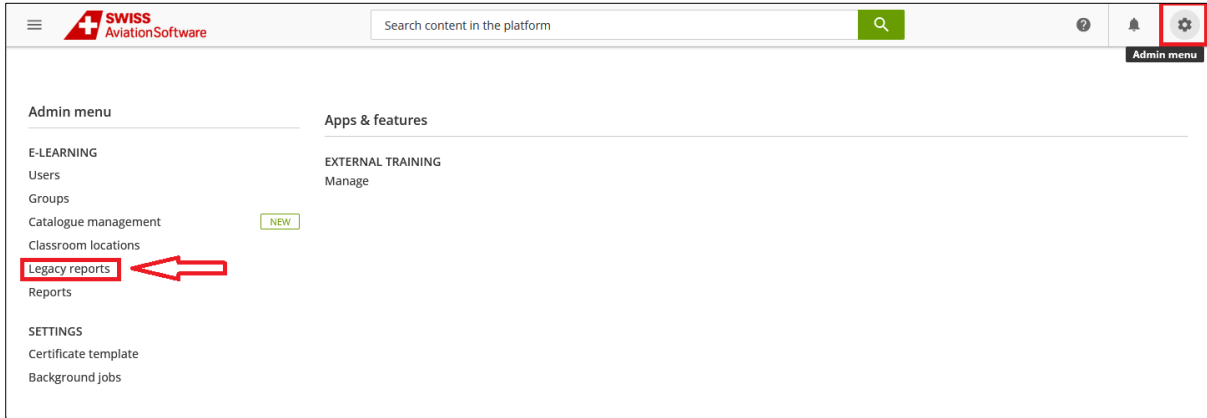 SWISS
AviationSoftware
Search content in the platform
Admin menu
Admin menu
E-LEARNING
Users
Groups
Catalogue management NEW
Classroom locations
Legacy reports
Reports
SETTINGS
Certificate template
Background jobs
Apps & features
EXTERNAL TRAINING
Manage